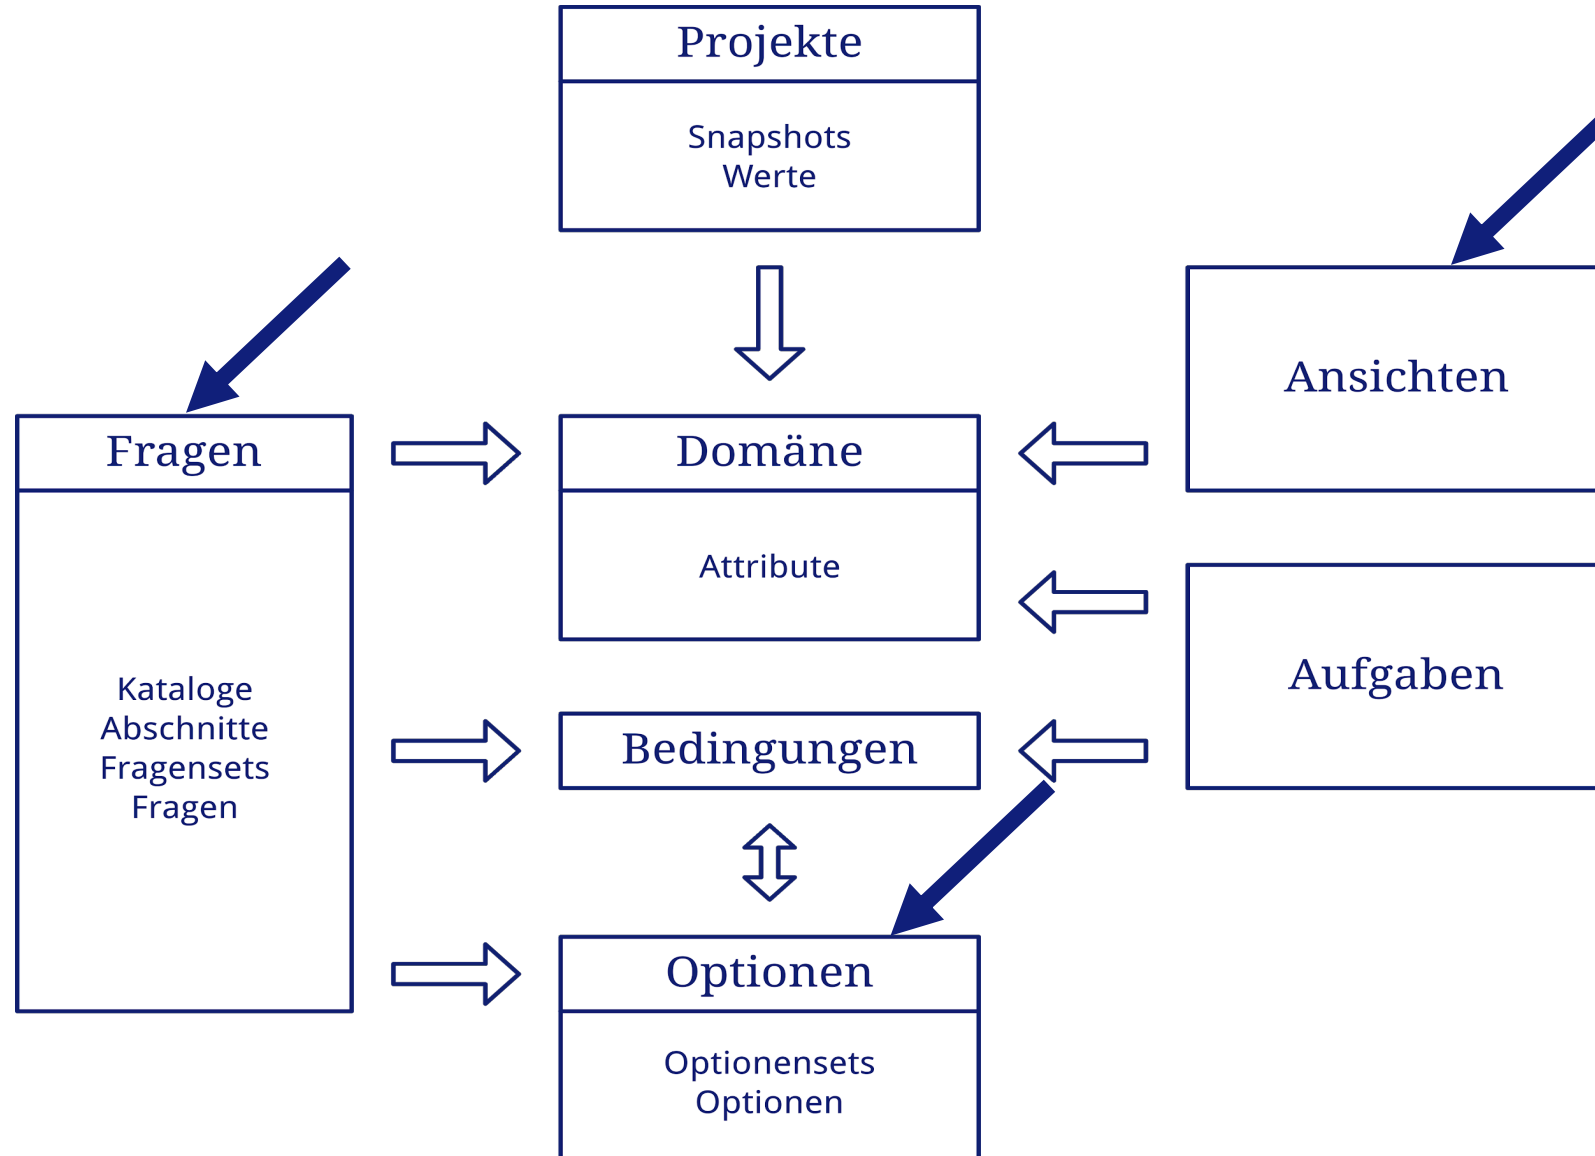 Projekte
Snapshots
Werte
Fragen
Kataloge
Abschnitte
Fragensets
Fragen
Domäne
Attribute
Bedingungen
Optionen
Optionensets
Optionen
Ansichten
Aufgaben